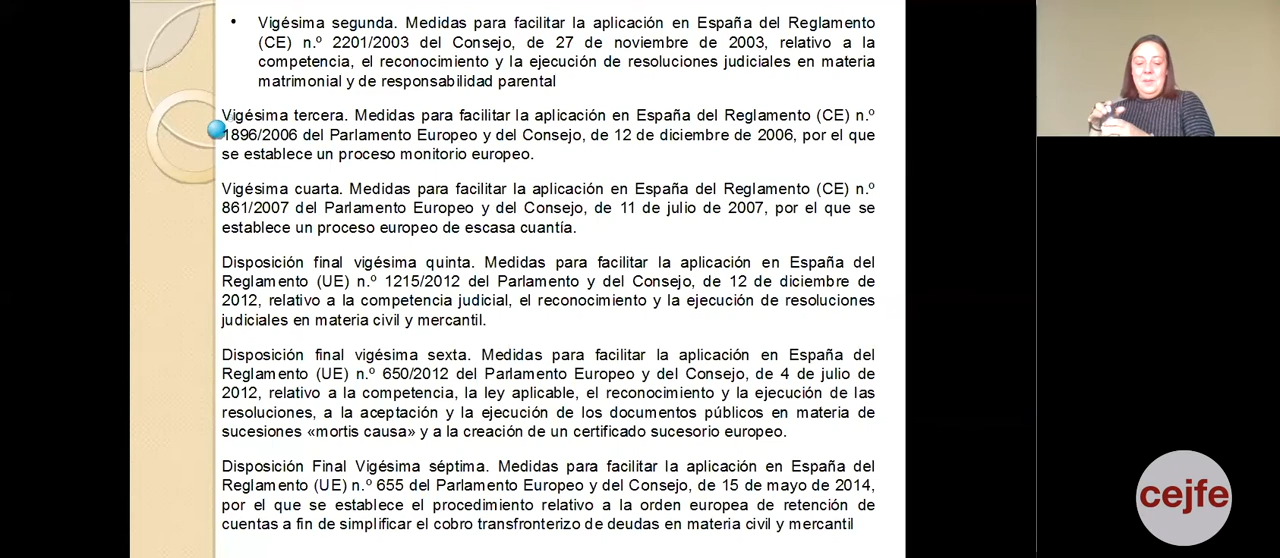 • Vigésima segunda. Medidas para facilitar la aplicación en España del Reglamento
(CE) n.º 2201/2003 del Consejo, de 27 de noviembre de 2003, relativo a la
competencia, el reconocimiento y la ejecución de resoluciones judiciales en materia
matrimonial y de responsabilidad parental
Vigésima tercera. Medidas para facilitar la aplicación en España del Reglamento (CE) n.º
1896/2006 del Parlamento Europeo y del Consejo, de 12 de diciembre de 2006, por el que
se establece un proceso monitorio europeo.
Vigésima cuarta. Medidas para facilitar la aplicación en España del Reglamento (CE) n.º
861/2007 del Parlamento Europeo y del Consejo, de 11 de julio de 2007, por el que se
establece un proceso europeo de escasa cuantía.
Disposición final vigésima quinta. Medidas para facilitar la aplicación en España del
Reglamento (UE) n.º 1215/2012 del Parlamento y del Consejo, de 12 de diciembre de
2012, relativo a la competencia judicial, el reconocimiento y la ejecución de resoluciones
judiciales en materia civil y mercantil.
Disposición final vigésima sexta. Medidas para facilitar la aplicación en España del
Reglamento (UE) n.º 650/2012 del Parlamento Europeo y del Consejo, de 4 de julio de
2012, relativo a la competencia, la ley aplicable, el reconocimiento y la ejecución de las
resoluciones, a la aceptación y la ejecución de los documentos públicos en materia de
sucesiones «mortis causa» y a la creación de un certificado sucesorio europeo.
Disposición Final Vigésima séptima. Medidas para facilitar la aplicación en España del
Reglamento (UE) n.º 655 del Parlamento Europeo y del Consejo, de 15 de mayo de 2014,
por el que se establece el procedimiento relativo a la orden europea de retención de
cuentas a fin de simplificar el cobro transfronterizo de deudas en materia civil y mercantil
cejfe